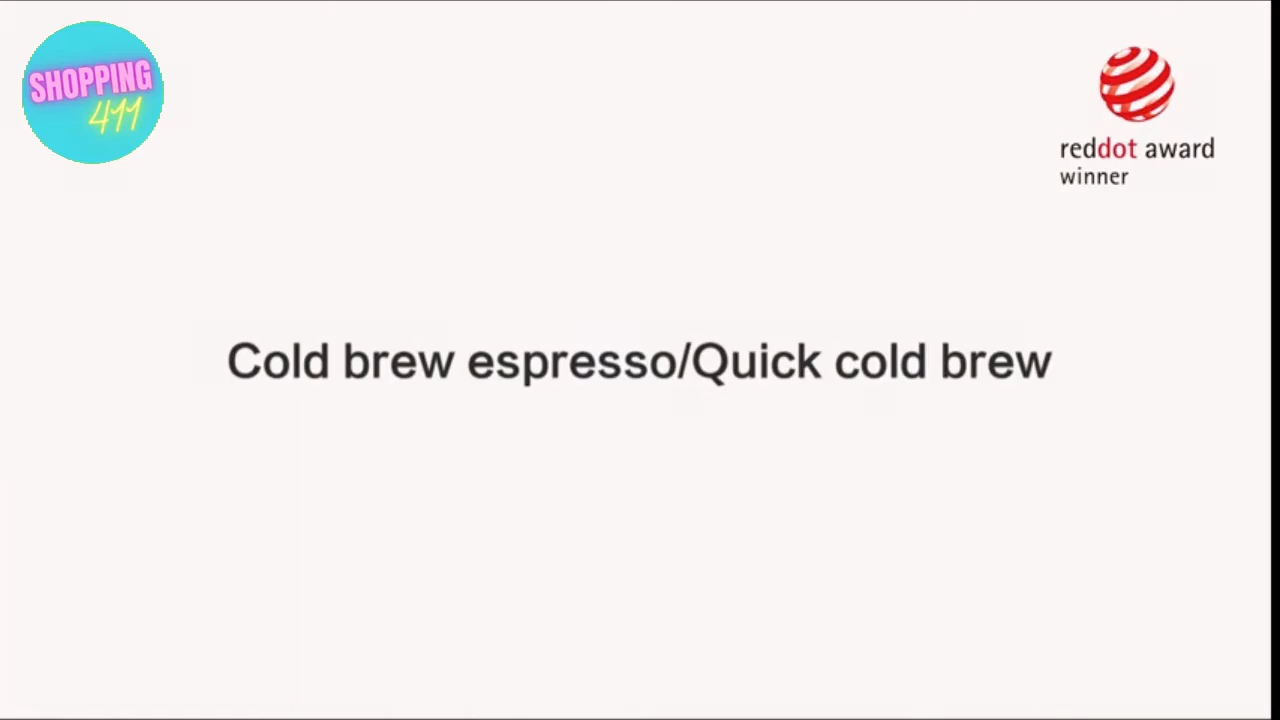 SHOPPING
411
reddot award
winner
Cold brew espresso/Quick cold brew